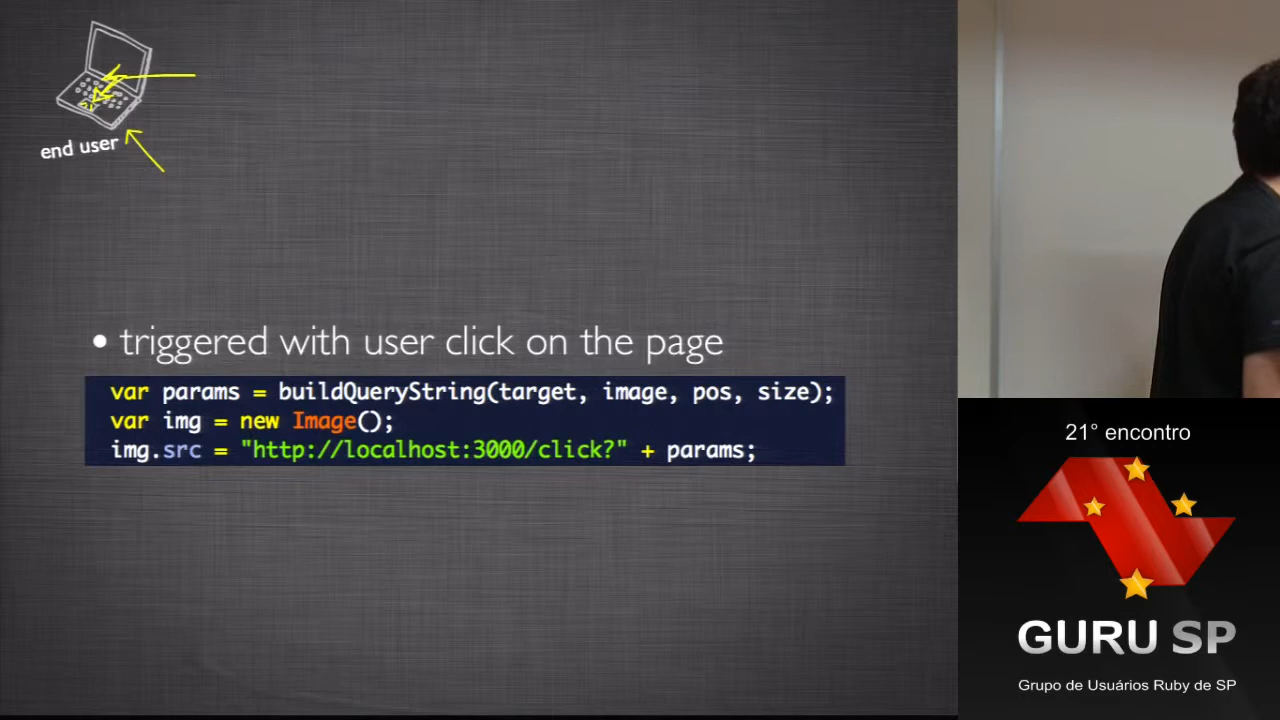 end user
• triggered with user click on the page
var params = buildQueryString(target, image, pos, size);
var img = new Image();
img.src = "http://localhost:3000/click?" + params;
21° encontro
GURU SP
Grupo de Usuários Ruby de SP